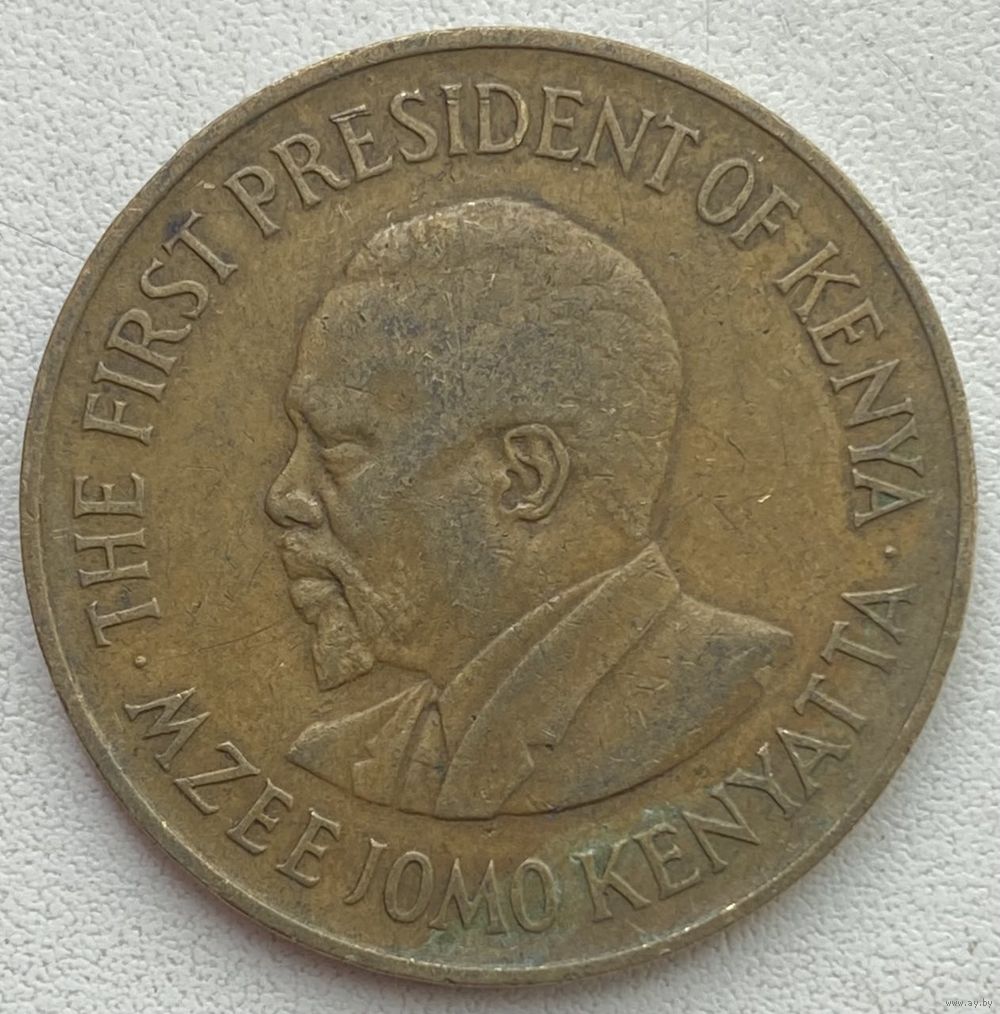 · THE FIRST PRESIDENT OF KENYA ·
MZEE JOMO KENYATTA
www.ay.by